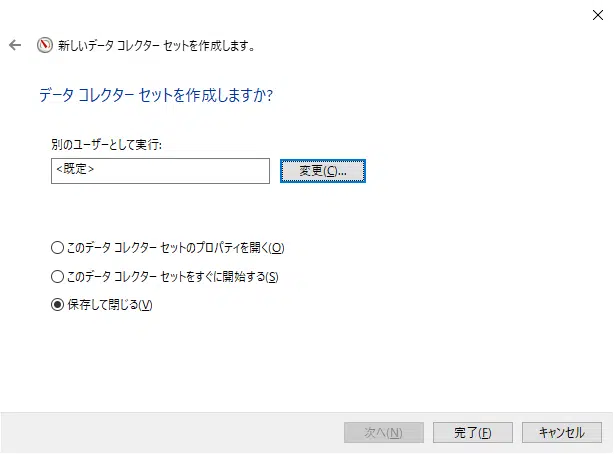 新しいデータ コレクター セットを作成します。
データ コレクター セットを作成しますか?
別のユーザーとして実行:
<既定>
変更(C)...
このデータ コレクター セットのプロパティを開く(O)
このデータ コレクター セットをすぐに開始する(S)
保存して閉じる(V)
次へ(N)
完了(F)
キャンセル